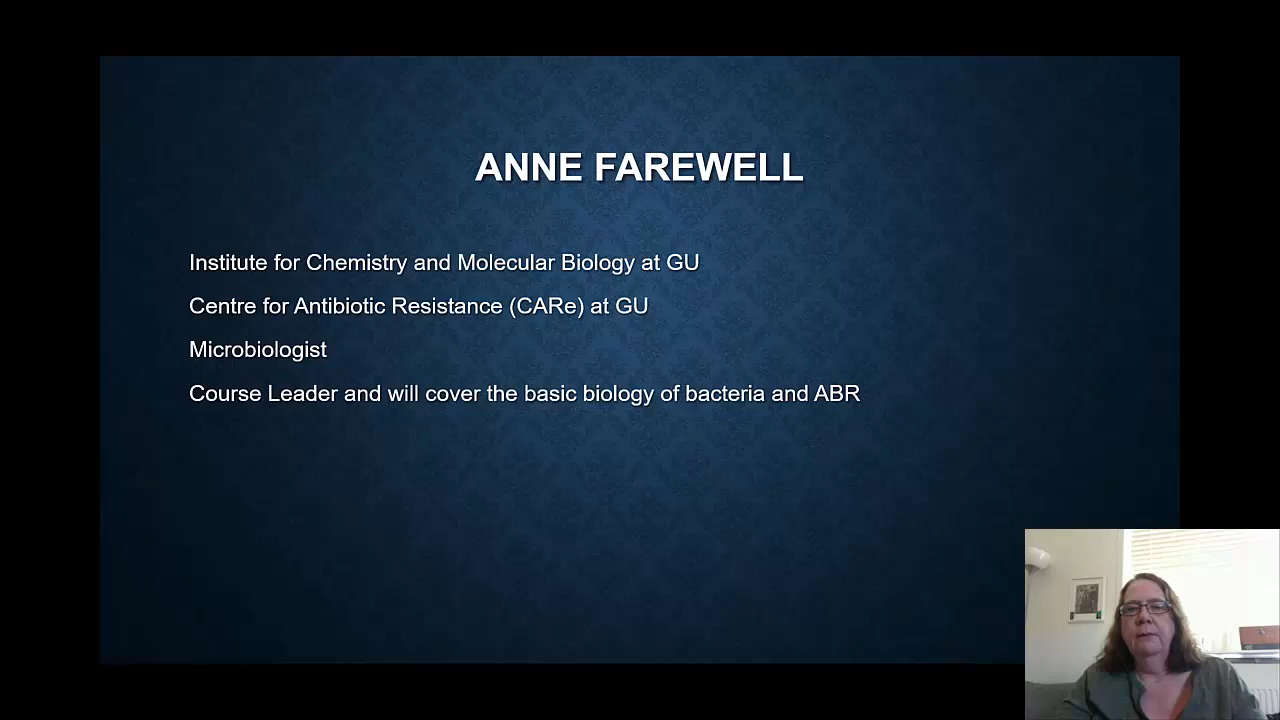 ANNE FAREWELL
Institute for Chemistry and Molecular Biology at GU
Centre for Antibiotic Resistance (CARe) at GU
Microbiologist
Course Leader and will cover the basic biology of bacteria and ABR